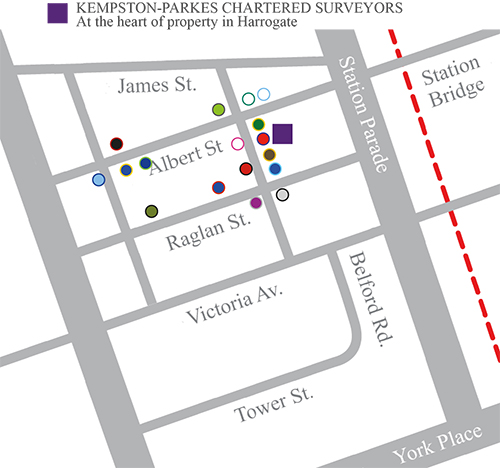 KEMPSTON-PARKES CHARTERED SURVEYORS
At the heart of property in Harrogate
James St.
Station Parade
Station
Bridge
Albert St
Raglan St.
Victoria Av.
Belford Rd.
Tower St.
York Place